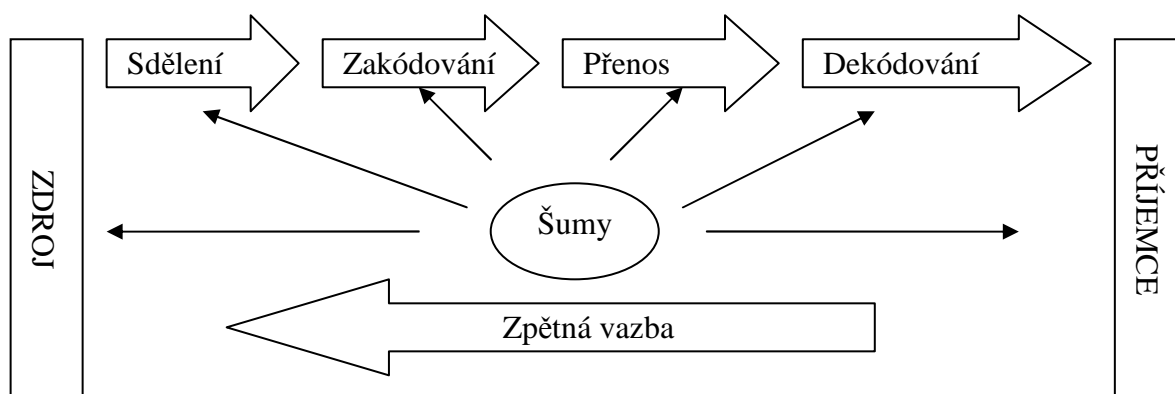 ZDROJ
Sdělení
Zakódování
Přenos
Dekódování
PŘÍJEMCE
Šumy
Zpětná vazba